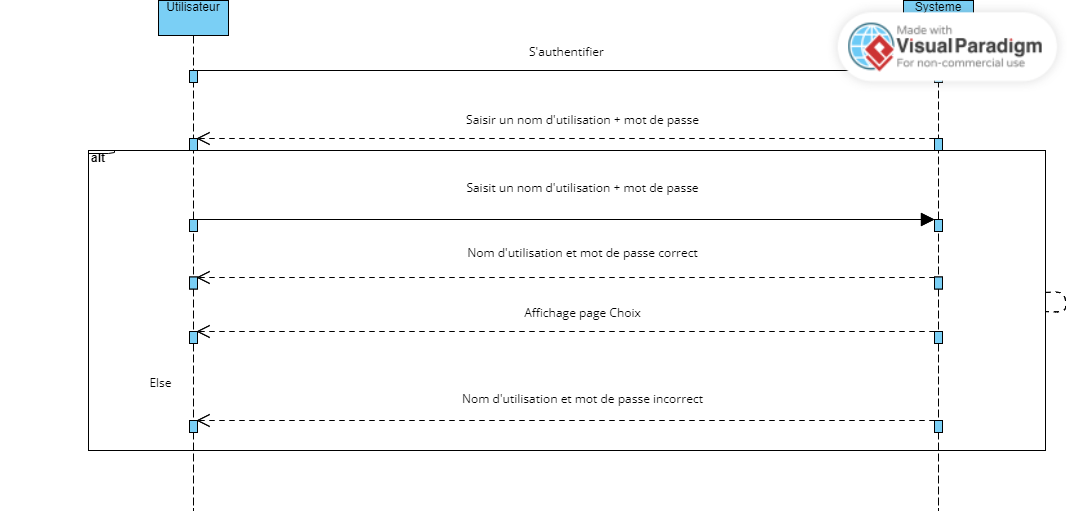 Utilisateur
Systeme
Made with
VisualParadigm
For non-commercial use
S'authentifier
Saisir un nom d'utilisation + mot de passe
alt
Saisit un nom d'utilisation + mot de passe
Nom d'utilisation et mot de passe correct
Affichage page Choix
Else
Nom d'utilisation et mot de passe incorrect